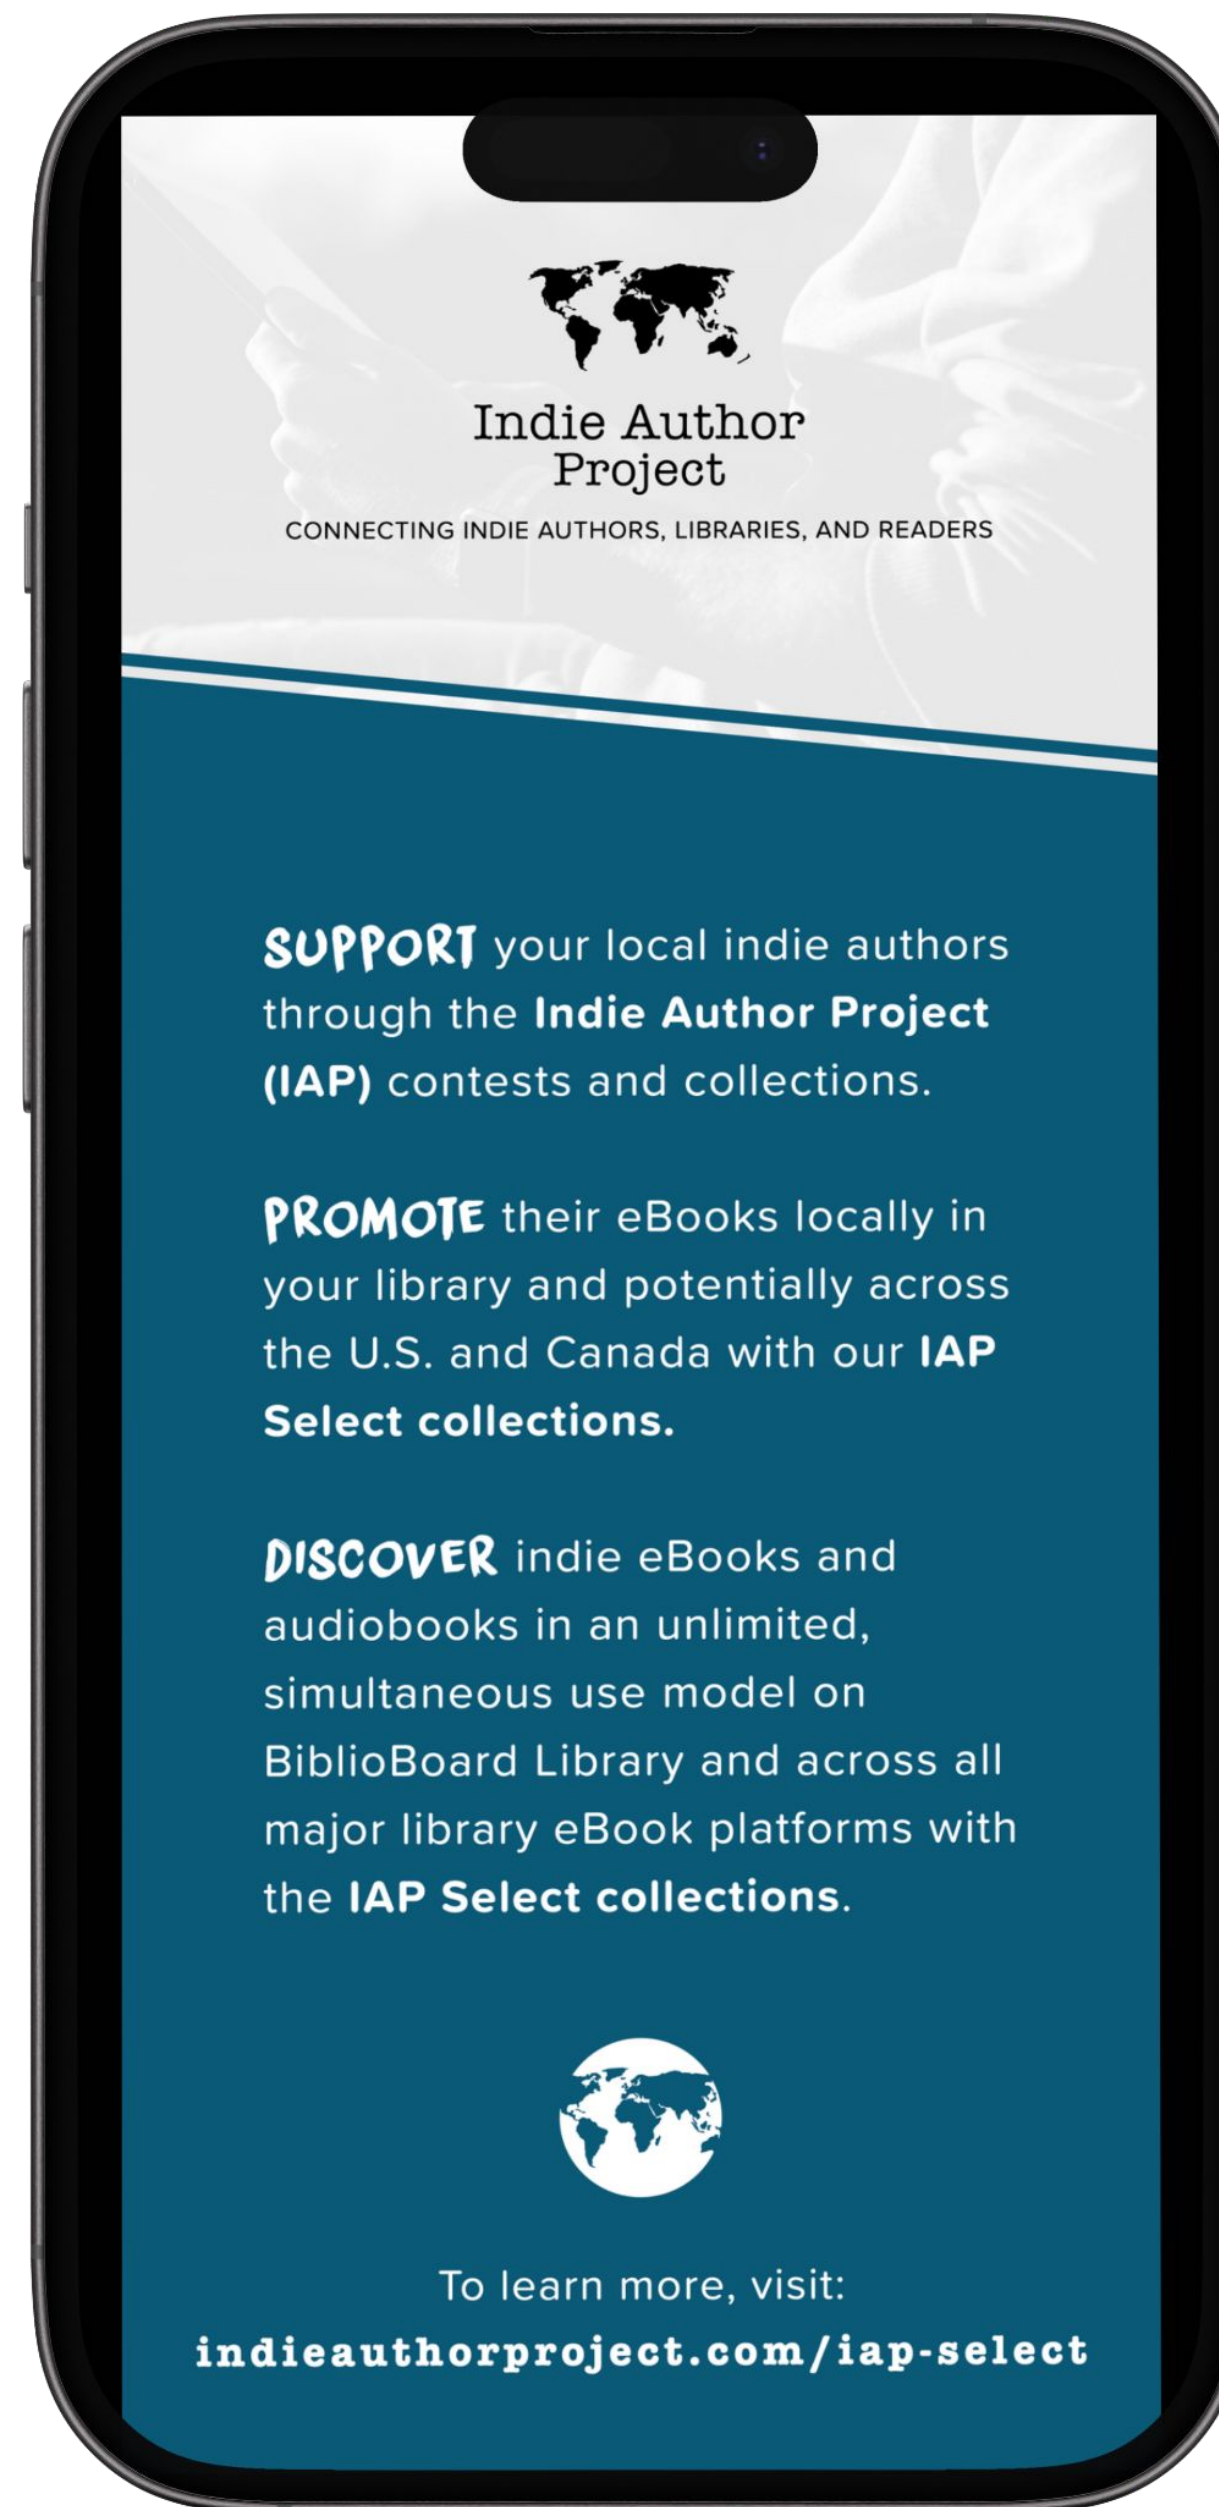 Indie Author
Project
CONNECTING INDIE AUTHORS, LIBRARIES, AND READERS
SUPPORT your local indie authors
through the Indie Author Project
(IAP) contests and collections.
PROMOTE their eBooks locally in
your library and potentially across
the U.S. and Canada with our IAP
Select collections.
DISCOVER indie eBooks and
audiobooks in an unlimited,
simultaneous use model on
BiblioBoard Library and across all
major library eBook platforms with
the IAP Select collections.
To learn more, visit:
indieauthorproject.com/iap-select